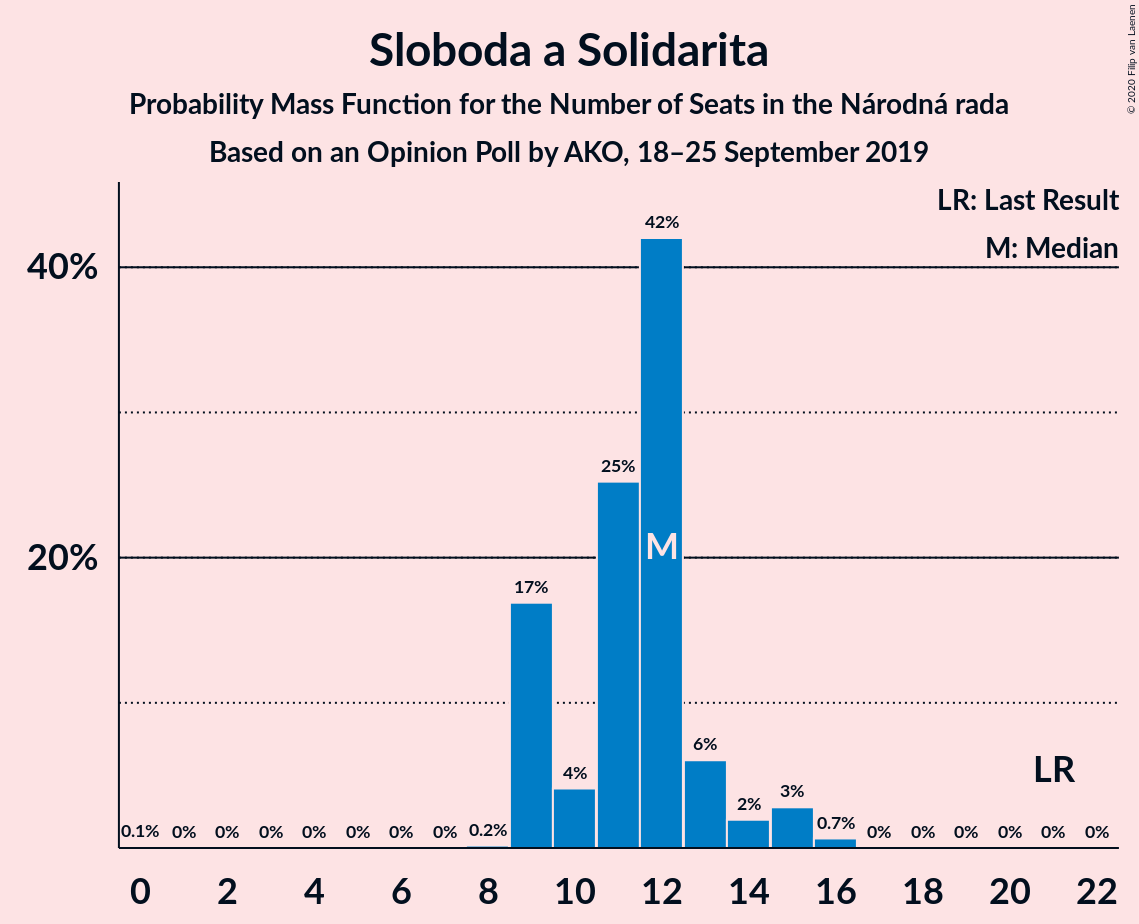 Sloboda a Solidarita
Probability Mass Function for the Number of Seats in the Národná rada
Based on an Opinion Poll by AKO, 18–25 September 2019
© 2020 Filip van Laenen
LR: Last Result
M: Median
42%
40%
25%
M
20%
17%
6%
LR
4%
3%
2%
0.1% 0% 0% 0% 0% 0% 0% 0% 0.2% 0.7% 0% 0% 0% 0% 0% 0%
0 2 4 6 8 10 12 14 16 18 20 22